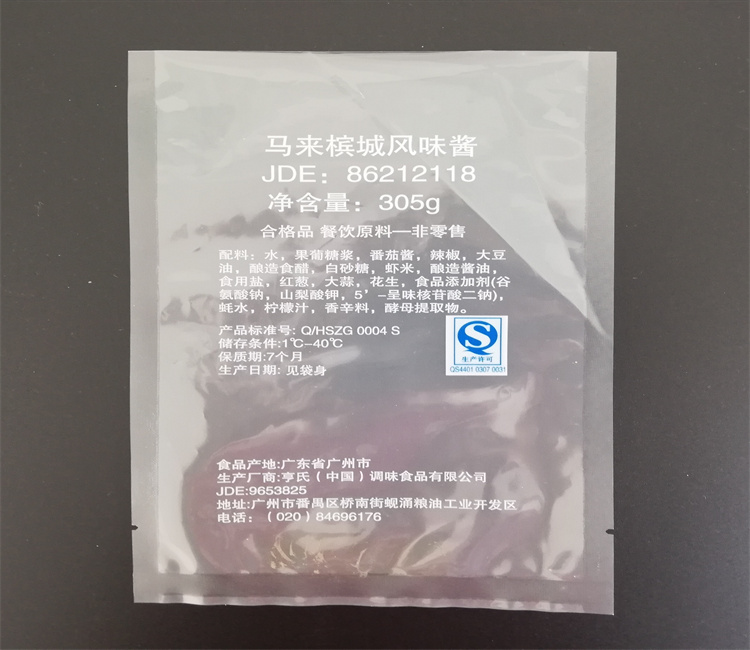 马来槟城风味酱
JDE：86212118
净含量：305g
合格品 餐饮原料—非零售
配料：水，果葡糖浆，番茄酱，辣椒，大豆
油，酿造食醋，白砂糖，虾米，酿造酱油，
食用盐，红葱，大蒜，花生，食品添加剂(谷
氨酸钠，山梨酸钾，5’-呈味核苷酸二钠)，
蚝水，柠檬汁，香辛料，酵母提取物。
产品标准号: Q/HSZG 0004 S
储存条件:1℃-40℃
保质期:7个月
生产日期: 见袋身
生产许可
QS4401 0307 0031
食品产地:广东省广州市
生产厂商:亨氏（中国）调味食品有限公司
JDE:9653825
地址:广州市番禺区桥南街蚬涌粮油工业开发区
电话：（020）84696176